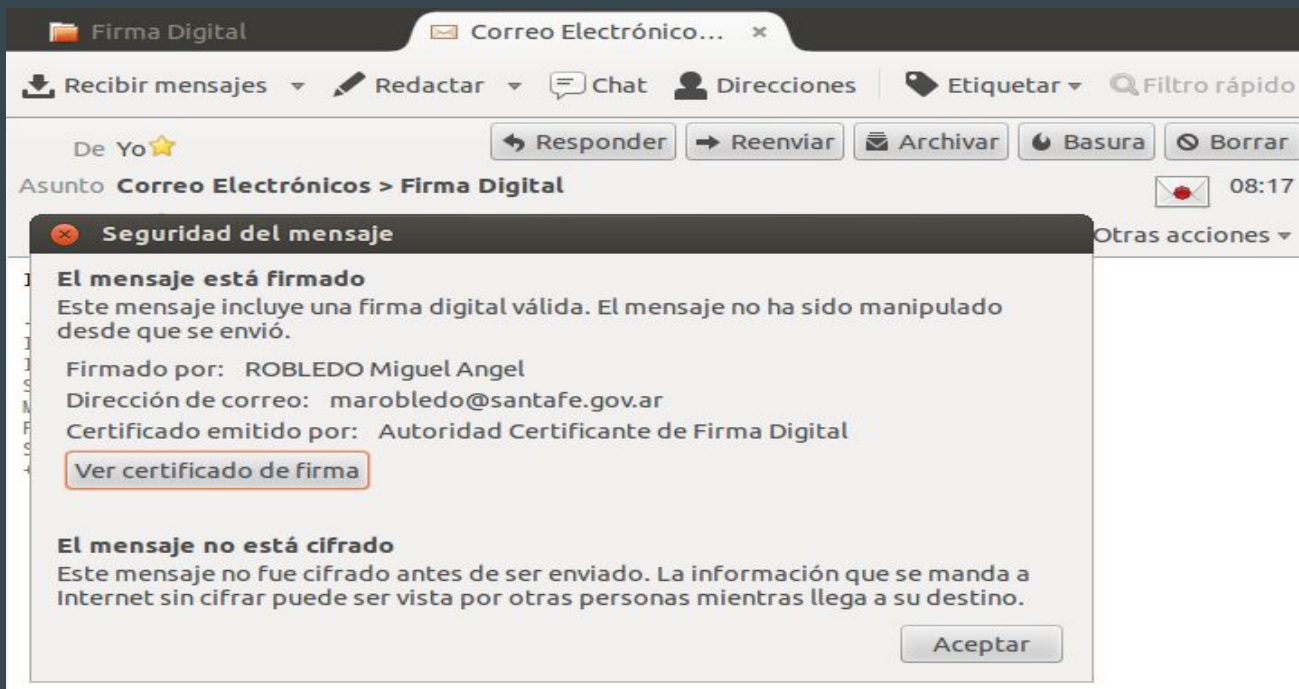 Firma Digital
Correo Electrónico... ×
Recibir mensajes Redactar Chat Direcciones Etiquetar Filtro rápido
De Yo Responder Reenviar Archivar Basura Borrar
Asunto Correo Electrónicos > Firma Digital 08:17
Seguridad del mensaje
Otras acciones
El mensaje está firmado
Este mensaje incluye una firma digital válida. El mensaje no ha sido manipulado
desde que se envió.
Firmado por: ROBLEDO Miguel Angel
Dirección de correo: marobledo@santafe.gov.ar
Certificado emitido por: Autoridad Certificante de Firma Digital
Ver certificado de firma
El mensaje no está cifrado
Este mensaje no fue cifrado antes de ser enviado. La información que se manda a
Internet sin cifrar puede ser vista por otras personas mientras llega a su destino.
Aceptar